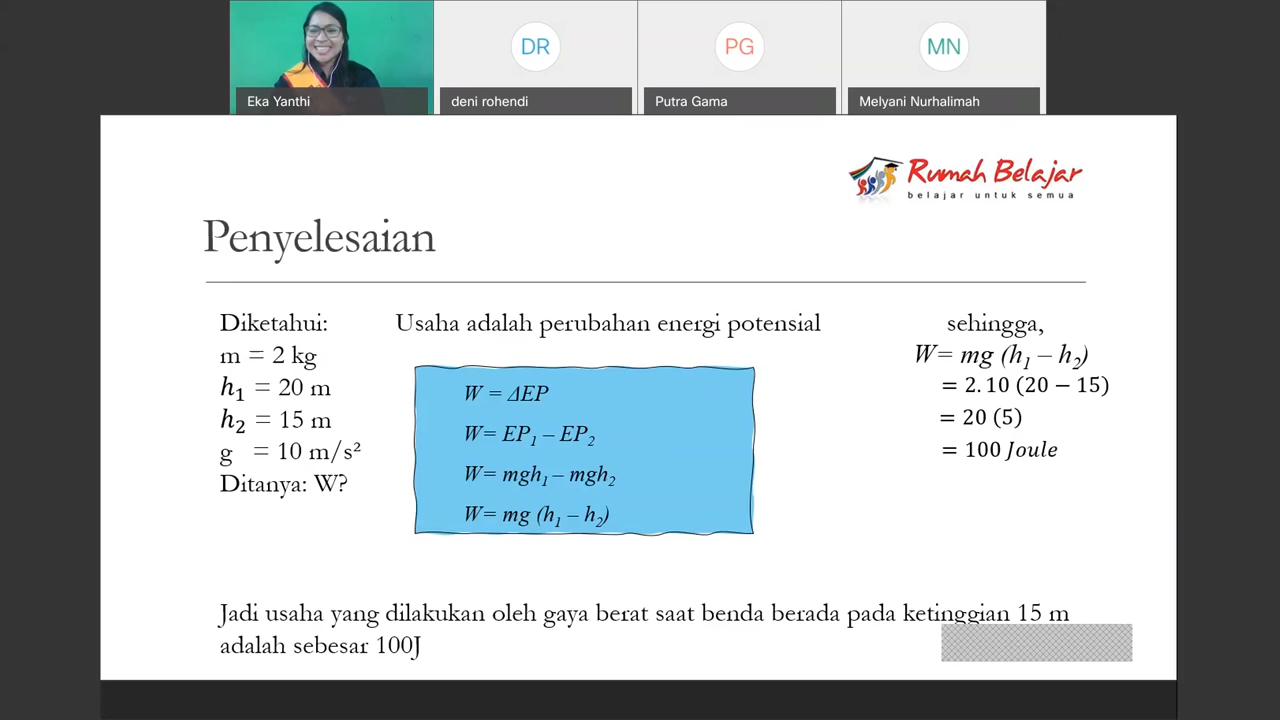 DR
PG
MN
Eka Yanthi
deni rohendi
Putra Gama
Melyani Nurhalimah
Rumah Belajar
belajar untuk semua
Penyelesaian
Diketahui:
m = 2 kg
h₁ = 20 m
h₂ = 15 m
g = 10 m/s²
Ditanya: W?
Usaha adalah perubahan energi potensial
W = ΔEP
W= EP₁ – EP₂
W= mgh₁ – mgh₂
W= mg (h₁ – h₂)
sehingga,
W= mg (h₁ – h₂)
= 2. 10 (20 − 15)
= 20 (5)
= 100 Joule
Jadi usaha yang dilakukan oleh gaya berat saat benda berada pada ketinggian 15 m
adalah sebesar 100J